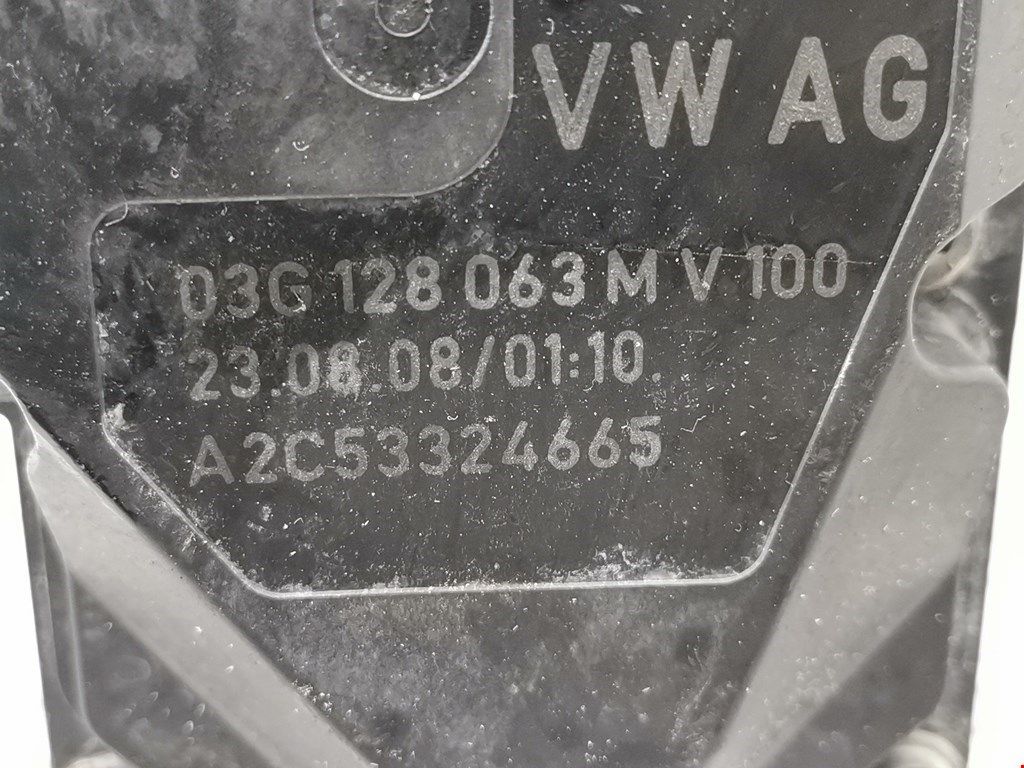 VW AG
03G 128 063 M V 100
23.08.08/01:10.
A2C53324665